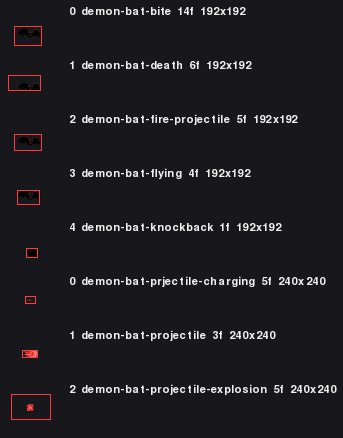 0 demon-bat-bite 14f 192x192
1 demon-bat-death 6f 192x192
2 demon-bat-fire-projectile 5f 192x192
3 demon-bat-flying 4f 192x192
4 demon-bat-knockback 1f 192x192
0 demon-bat-prjectile-charging 5f 240x240
1 demon-bat-projectile 3f 240x240
2 demon-bat-projectile-explosion 5f 240x240